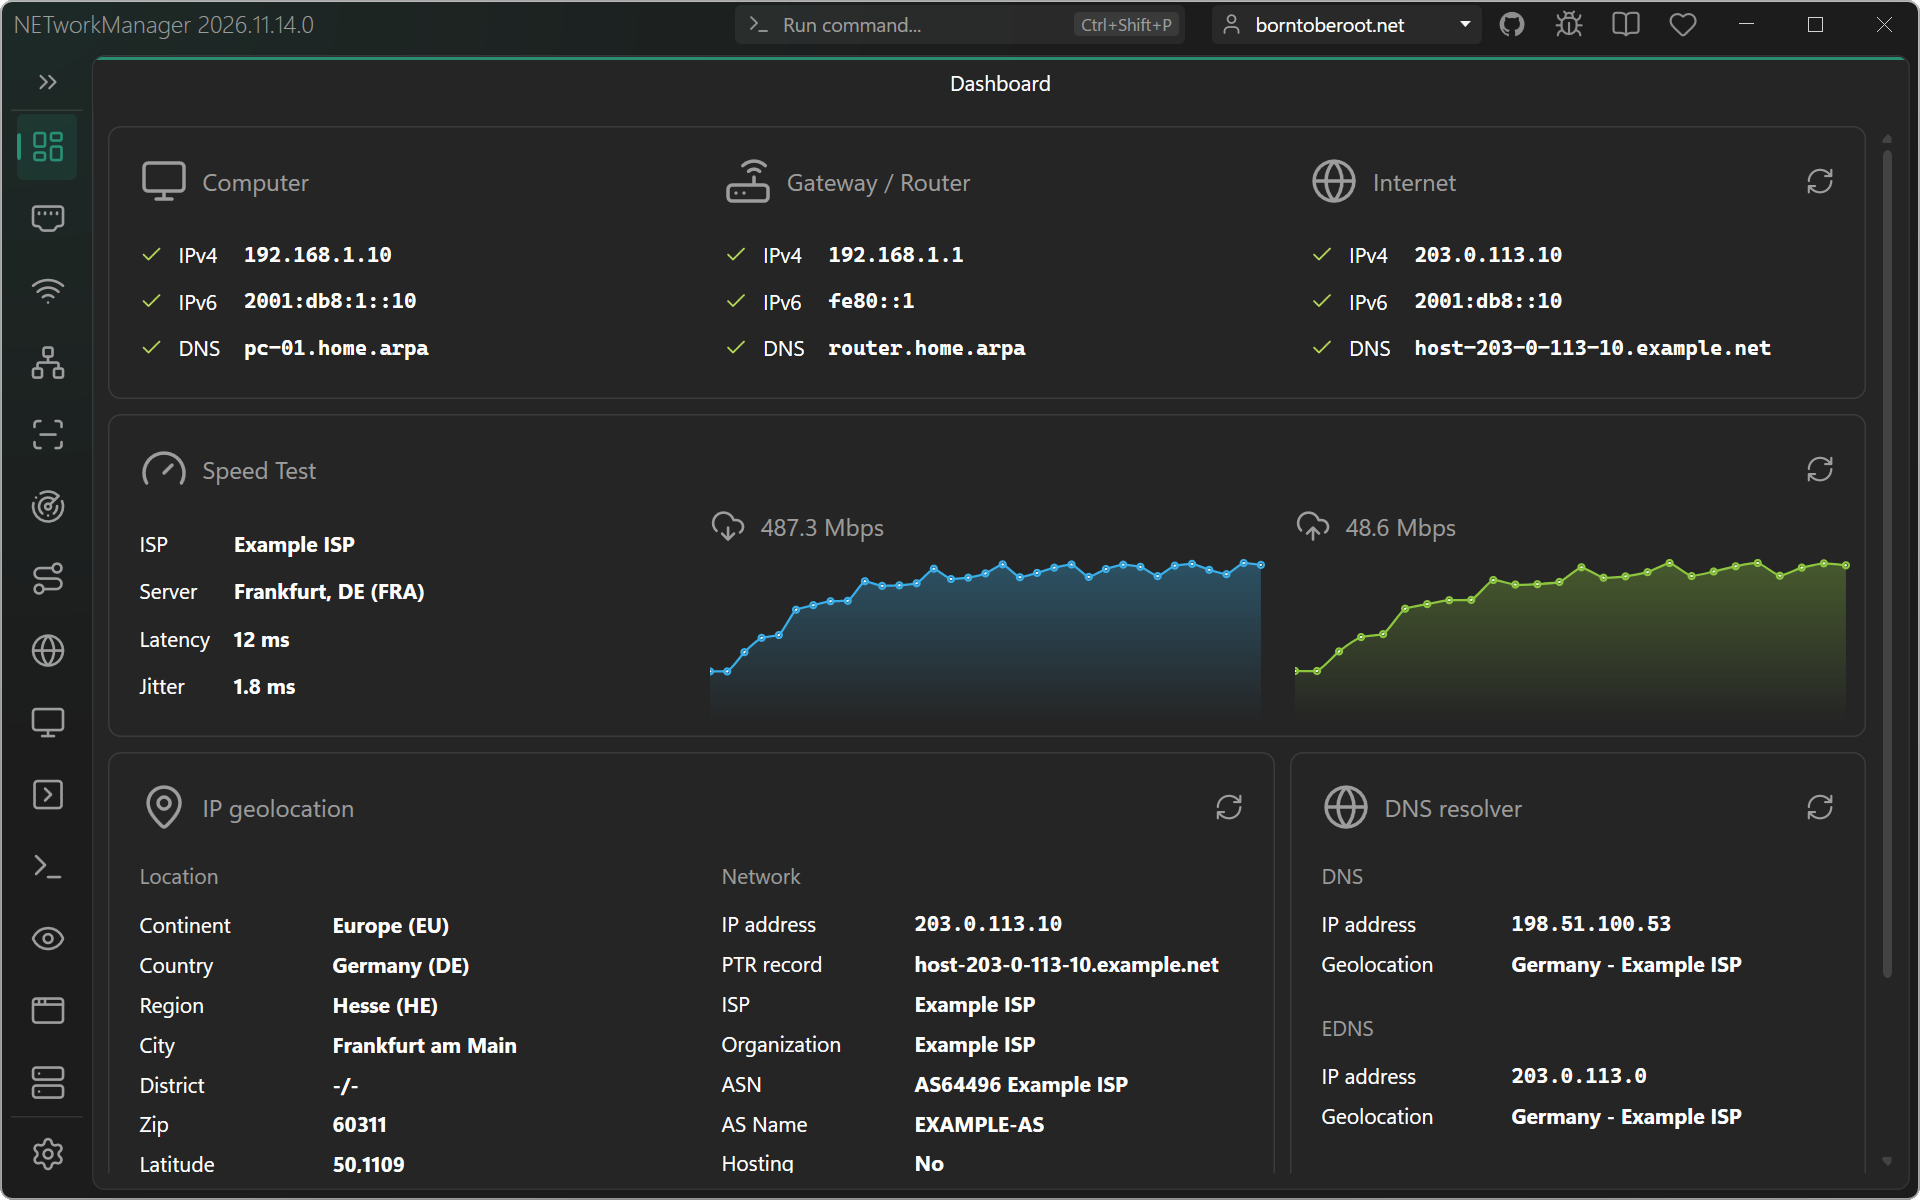 NETworkManager 2026.11.14.0
Run command...
Ctrl+Shift+P
borntoberoot.net
Dashboard
Computer
IPv4 192.168.1.10
IPv6 2001:db8:1::10
DNS pc-01.home.arpa
Gateway / Router
IPv4 192.168.1.1
IPv6 fe80::1
DNS router.home.arpa
Internet
IPv4 203.0.113.10
IPv6 2001:db8::10
DNS host-203-0-113-10.example.net
Speed Test
ISP Example ISP
Server Frankfurt, DE (FRA)
Latency 12 ms
Jitter 1.8 ms
487.3 Mbps
48.6 Mbps
IP geolocation
Location
Continent Europe (EU)
Country Germany (DE)
Region Hesse (HE)
City Frankfurt am Main
District -/-
Zip 60311
Latitude 50,1109
Network
IP address 203.0.113.10
PTR record host-203-0-113-10.example.net
ISP Example ISP
Organization Example ISP
ASN AS64496 Example ISP
AS Name EXAMPLE-AS
Hosting No
DNS resolver
DNS
IP address 198.51.100.53
Geolocation Germany - Example ISP
EDNS
IP address 203.0.113.0
Geolocation Germany - Example ISP